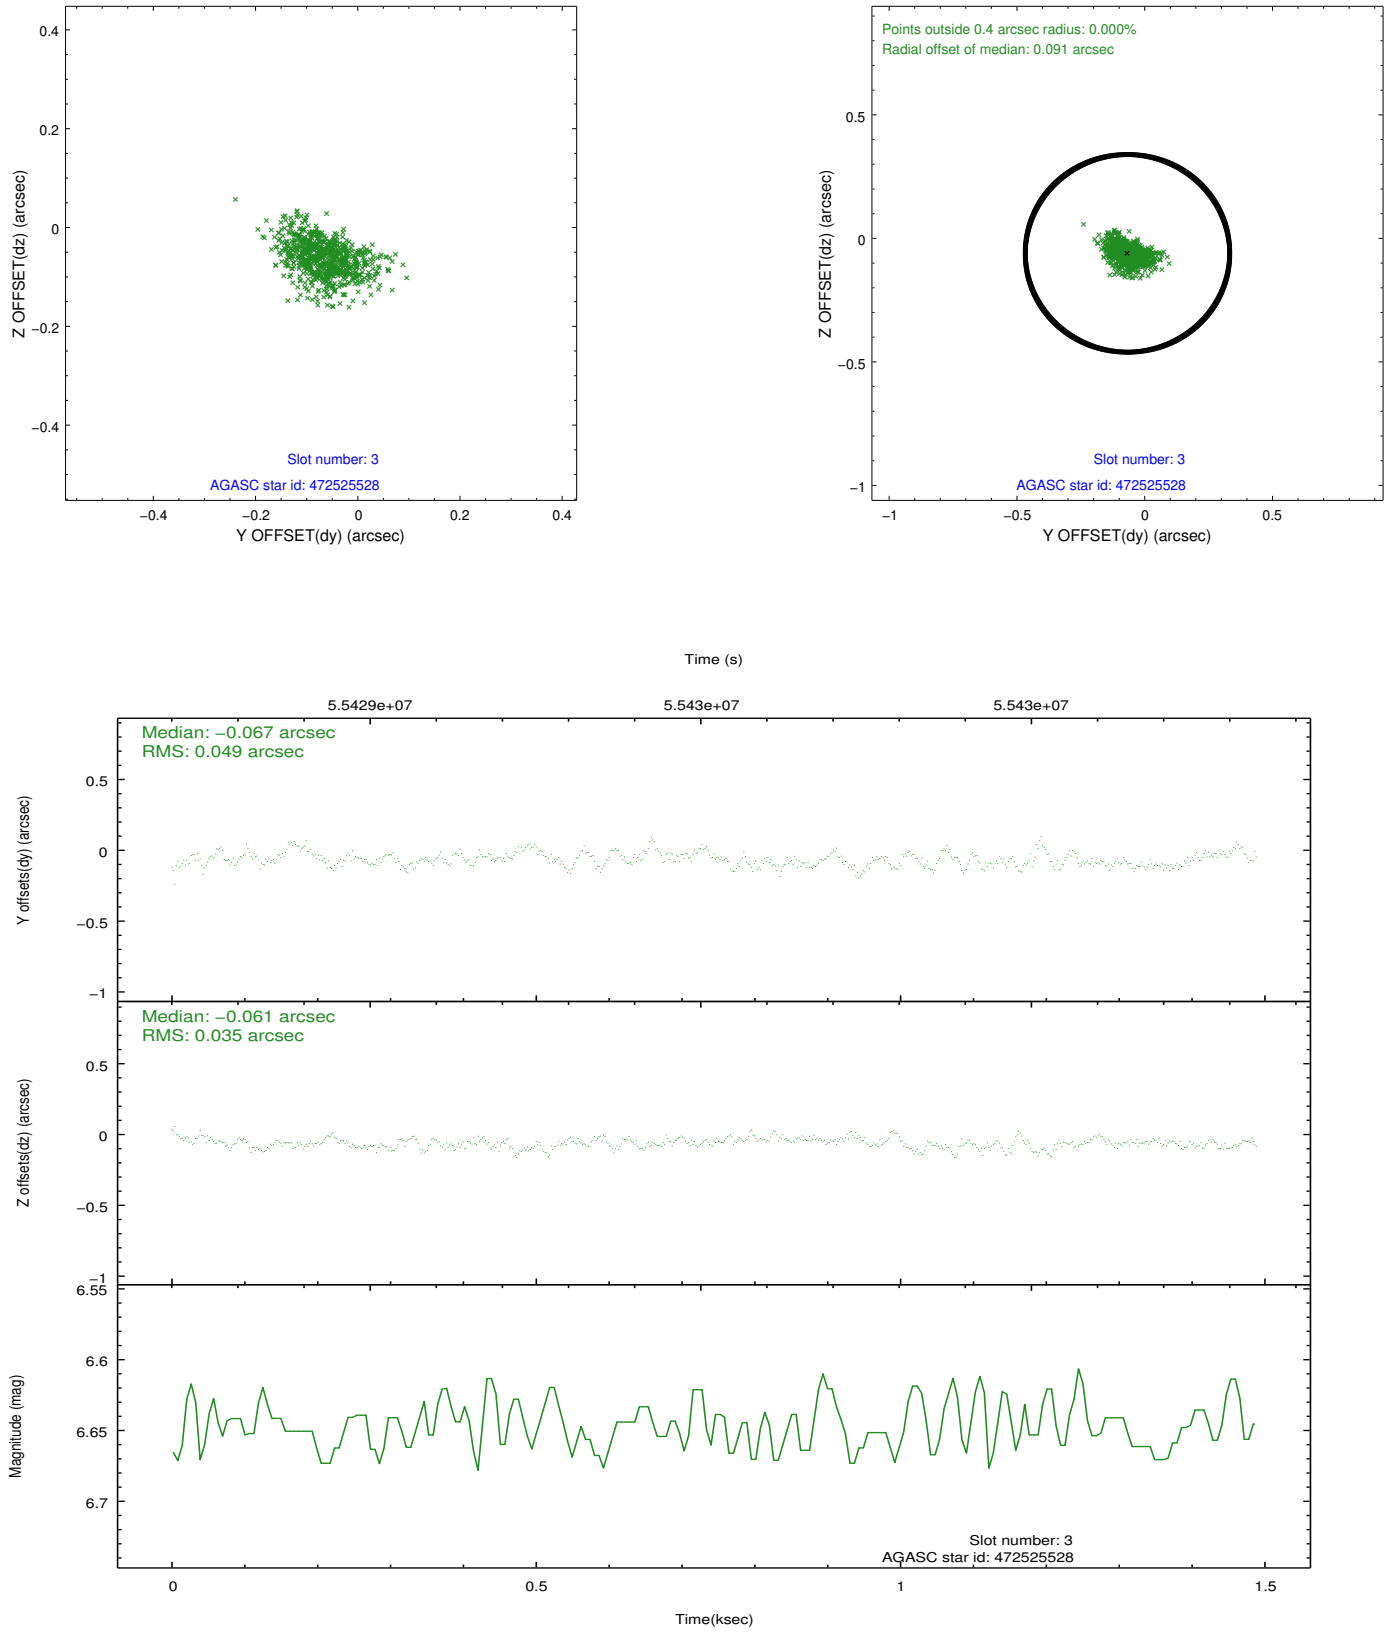 0.4
0.2
0
−0.2
−0.4
Z OFFSET(dz) (arcsec)
Slot number: 3
AGASC star id: 472525528
−0.4
−0.2
0
0.2
0.4
Y OFFSET(dy) (arcsec)
Points outside 0.4 arcsec radius: 0.000%
Radial offset of median: 0.091 arcsec
0.5
0
−0.5
−1
Z OFFSET(dz) (arcsec)
Slot number: 3
AGASC star id: 472525528
−1
−0.5
0
0.5
Y OFFSET(dy) (arcsec)
Time (s)
5.5429e+07
5.543e+07
5.543e+07
Median: −0.067 arcsec
RMS: 0.049 arcsec
0.5
0
−0.5
−1
Y offsets(dy) (arcsec)
Median: −0.061 arcsec
RMS: 0.035 arcsec
0.5
0
−0.5
−1
Z offsets(dz) (arcsec)
6.55
6.6
6.65
6.7
Magnitude (mag)
Slot number: 3
AGASC star id: 472525528
0
0.5
1
1.5
Time(ksec)